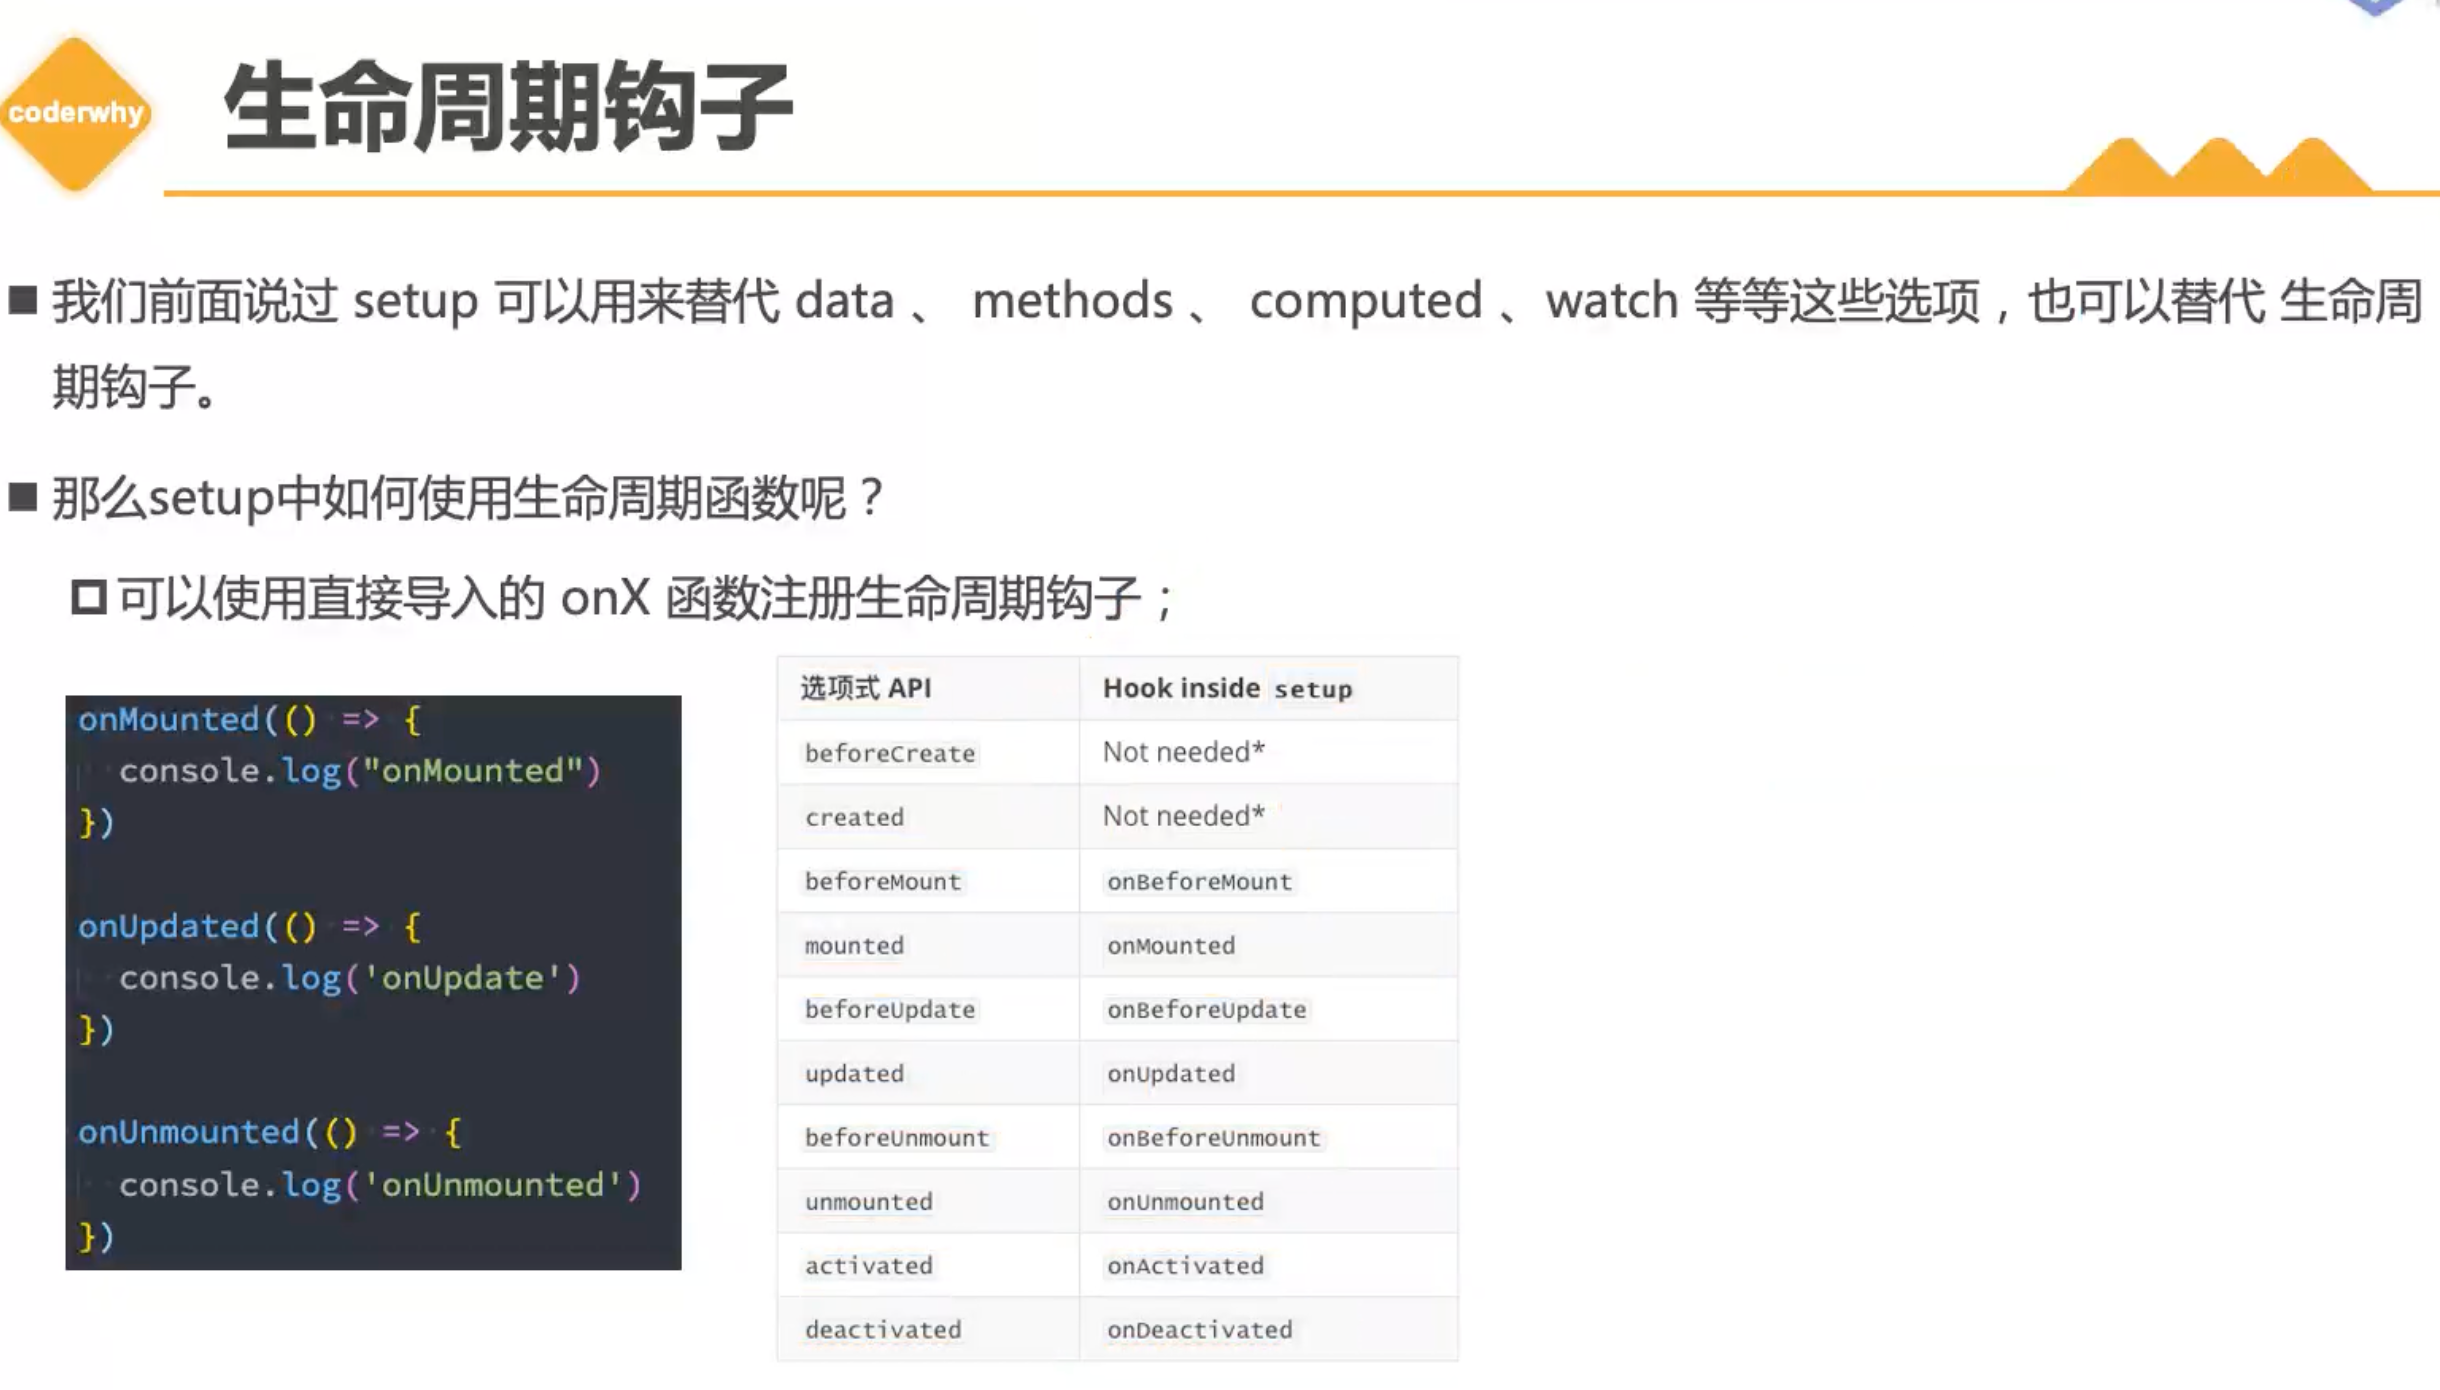 coderwhy
生命周期钩子
■ 我们前面说过 setup 可以用来替代 data 、 methods 、 computed 、watch 等等这些选项，也可以替代 生命周
期钩子。
■ 那么setup中如何使用生命周期函数呢？
可以使用直接导入的 onX 函数注册生命周期钩子；
onMounted(() => {
console.log("onMounted")
})
onUpdated(() => {
console.log('onUpdate')
})
onUnmounted(() => {
console.log('onUnmounted')
})
选项式 API Hook inside setup
beforeCreate Not needed*
created Not needed*
beforeMount onBeforeMount
mounted onMounted
beforeUpdate onBeforeUpdate
updated onUpdated
beforeUnmount onBeforeUnmount
unmounted onUnmounted
activated onActivated
deactivated onDeactivated